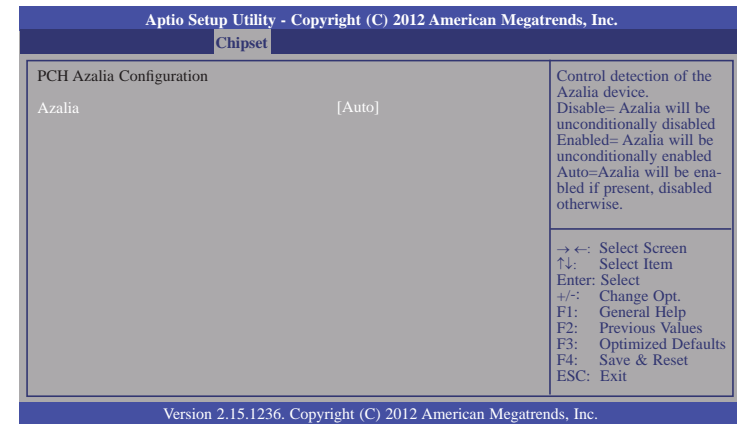 Aptio Setup Utility - Copyright (C) 2012 American Megatrends, Inc.
Chipset
PCH Azalia Configuration
Azalia [Auto]
Control detection of the
Azalia device.
Disable= Azalia will be
unconditionally disabled
Enabled= Azalia will be
unconditionally enabled
Auto=Azalia will be ena-
bled if present, disabled
otherwise.
→ ←: Select Screen
↑↓: Select Item
Enter: Select
+/-: Change Opt.
F1: General Help
F2: Previous Values
F3: Optimized Defaults
F4: Save & Reset
ESC: Exit
Version 2.15.1236. Copyright (C) 2012 American Megatrends, Inc.